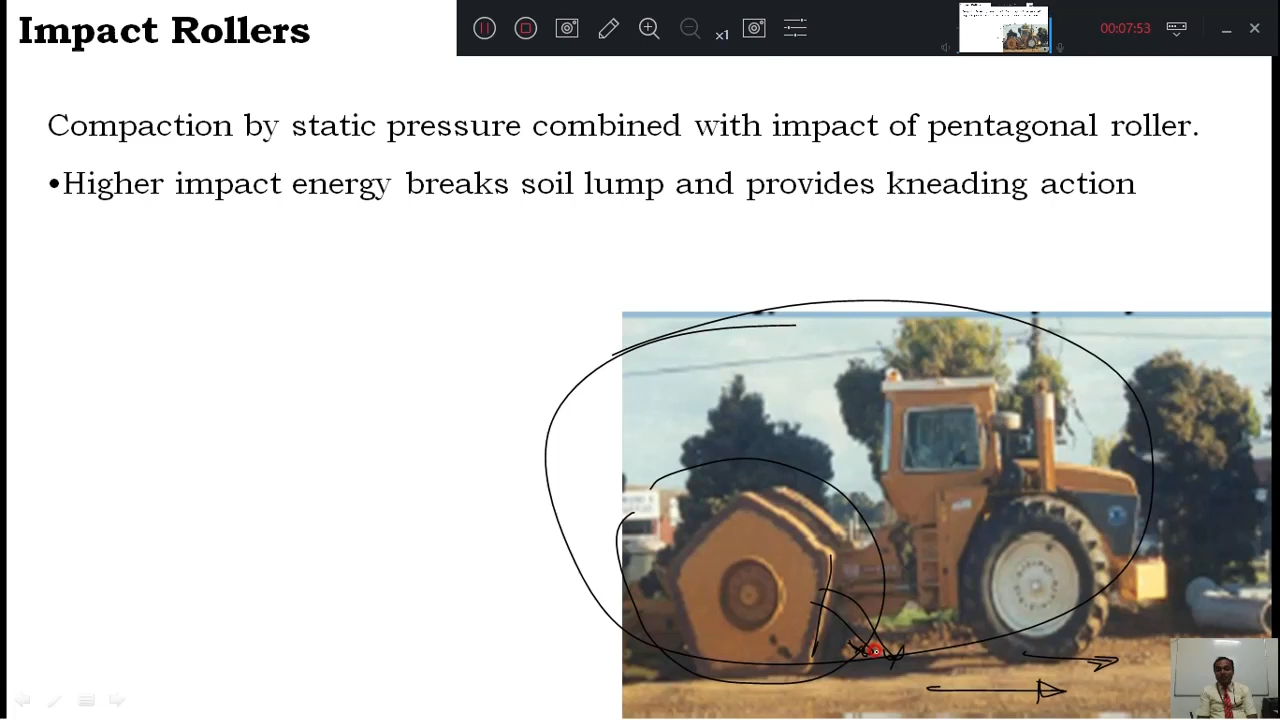 Impact Rollers
x1
00:07:53
Compaction by static pressure combined with impact of pentagonal roller.
•Higher impact energy breaks soil lump and provides kneading action